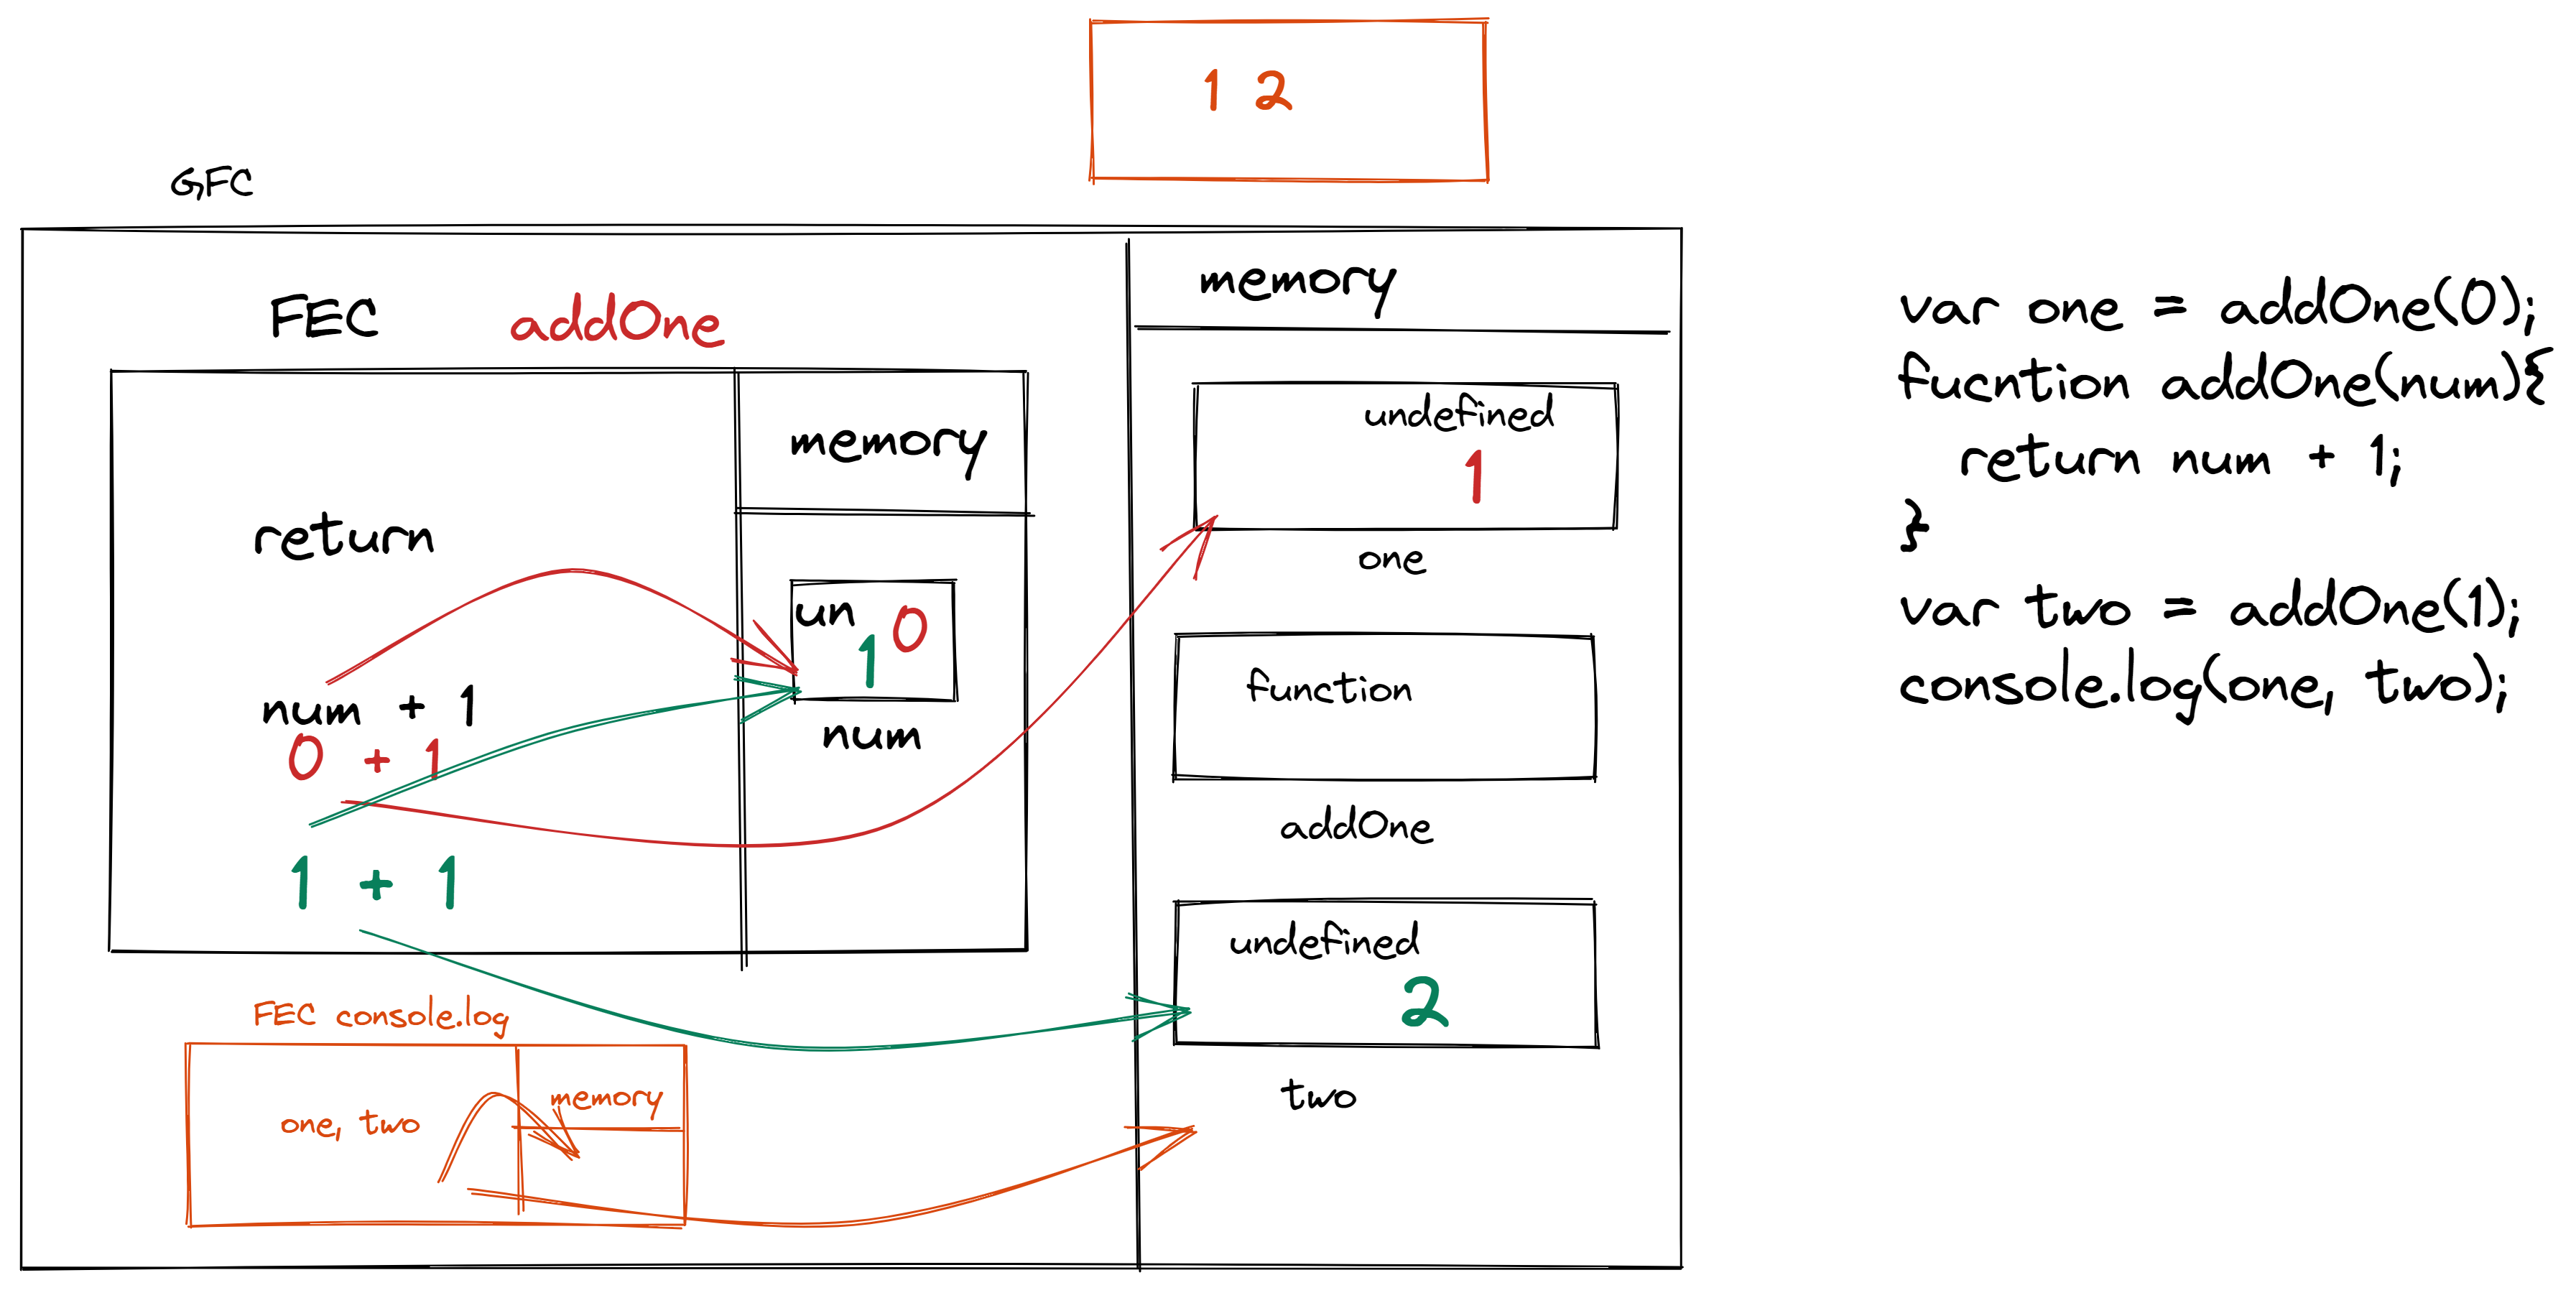 1 2
GFC
FEC addOne
memory
return
un 0
1
num
num + 1
0 + 1
1 + 1
memory
undefined
1
one
function
addOne
undefined
2
two
FEC console.log
one, two
memory
var one = addOne(0);
fucntion addOne(num){
return num + 1;
}
var two = addOne(1);
console.log(one, two);